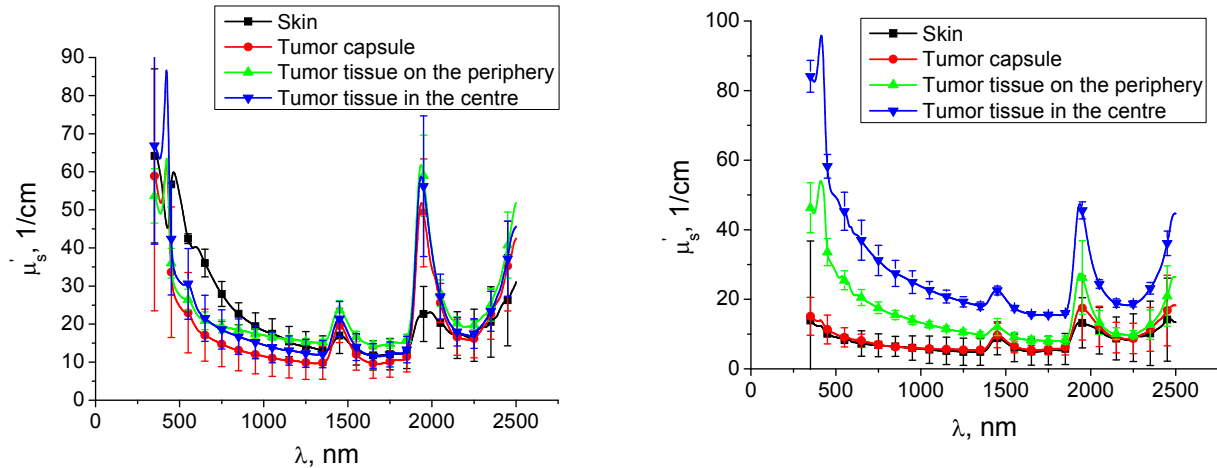 Skin
Tumor capsule
Tumor tissue on the periphery
Tumor tissue in the centre
90
80
70
60
50
40
30
20
10
0
μs', 1/cm
0 500 1000 1500 2000 2500
λ, nm
Skin
Tumor capsule
Tumor tissue on the periphery
Tumor tissue in the centre
100
80
60
40
20
0
μs', 1/cm
0 500 1000 1500 2000 2500
λ, nm